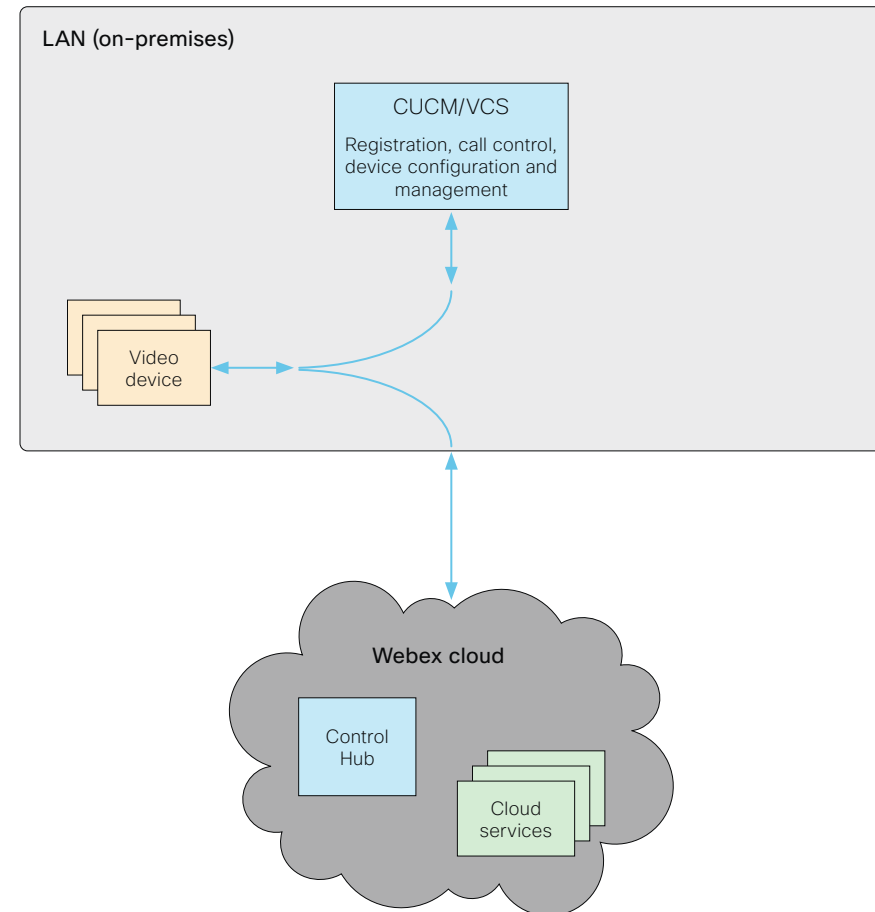 LAN (on-premises)
CUCM/VCS
Registration, call control,
device configuration and
management
Video
device
Webex cloud
Control
Hub
Cloud
services